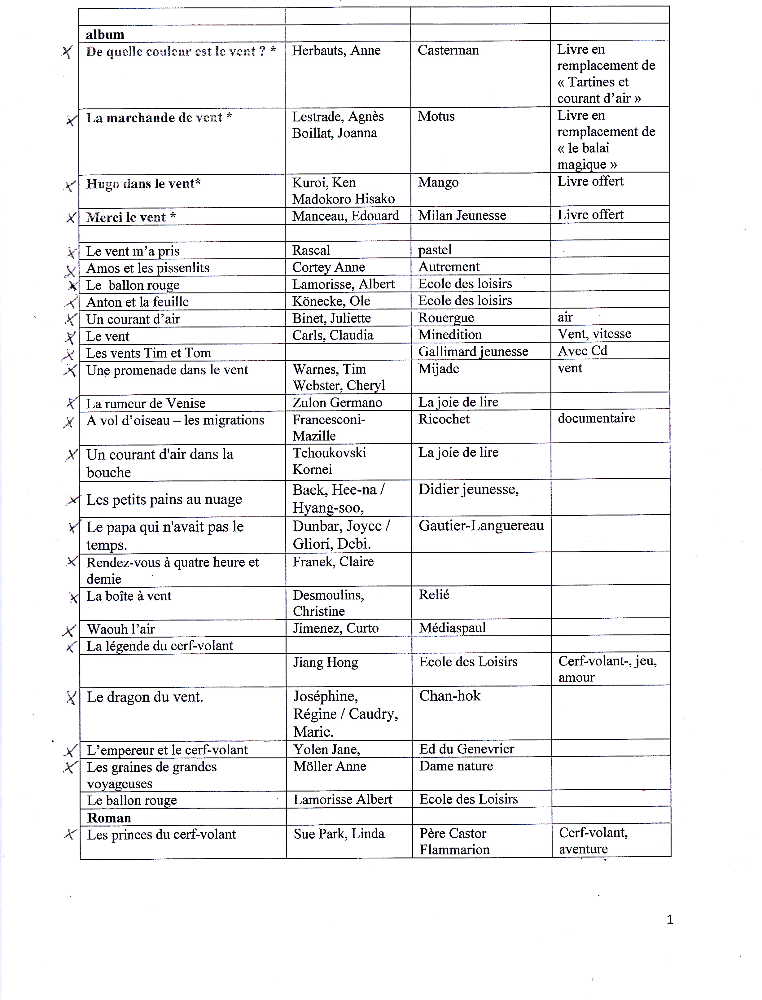 album
De quelle couleur est le vent ? * Herbauts, Anne Casterman Livre en
remplacement de
« Tartines et
courant d'air »
La marchande de vent * Lestrade, Agnès Motus Livre en
Boillat, Joanna remplacement de
« le balai
magique »
Hugo dans le vent* Kuroi, Ken Mango Livre offert
Madokoro Hisako
Merci le vent * Manceau, Edouard Milan Jeunesse Livre offert
Le vent m'a pris Rascal pastel
Amos et les pissenlits Cortey Anne Autrement
Le ballon rouge Lamorisse, Albert Ecole des loisirs
Anton et la feuille Könecke, Ole Ecole des loisirs
Un courant d'air Binet, Juliette Rouergue air
Le vent Carls, Claudia Minedition Vent, vitesse
Les vents Tim et Tom Gallimard jeunesse Avec Cd
Une promenade dans le vent Warnes, Tim Mijade vent
Webster, Cheryl
La rumeur de Venise Zulon Germano La joie de lire
A vol d'oiseau – les migrations Francesconi- Ricochet documentaire
Mazille
Un courant d'air dans la Tchoukovski La joie de lire
bouche Kornei
Les petits pains au nuage Baek, Hee-na / Didier jeunesse,
Hyang-soo,
Le papa qui n'avait pas le Dunbar, Joyce / Gautier-Languereau
temps. Gliori, Debi.
Rendez-vous à quatre heure et Franek, Claire
demie
La boîte à vent Desmoulins, Relié
Christine
Waouh l'air Jimenez, Curto Médiaspaul
La légende du cerf-volant
Jiang Hong Ecole des Loisirs Cerf-volant-, jeu,
amour
Le dragon du vent. Joséphine, Chan-hok
Régine / Caudry,
Marie.
L'empereur et le cerf-volant Yolen Jane, Ed du Genevrier
Les graines de grandes Möller Anne Dame nature
voyageuses
Le ballon rouge Lamorisse Albert Ecole des Loisirs
Roman
Les princes du cerf-volant Sue Park, Linda Père Castor Cerf-volant,
Flammarion aventure
1